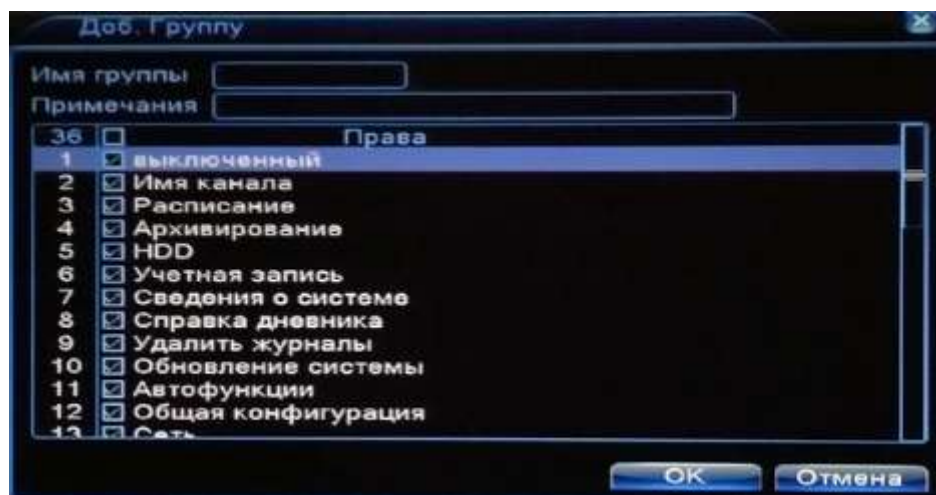 Доб. Группу
Имя группы
Примечания
36 Права
1 выключенный
2 Имя канала
3 Расписание
4 Архивирование
5 HDD
6 Учетная запись
7 Сведения о системе
8 Справка дневника
9 Удалить журналы
10 Обновление системы
11 Автофункции
12 Общая конфигурация
13 Сеть
OK Отмена